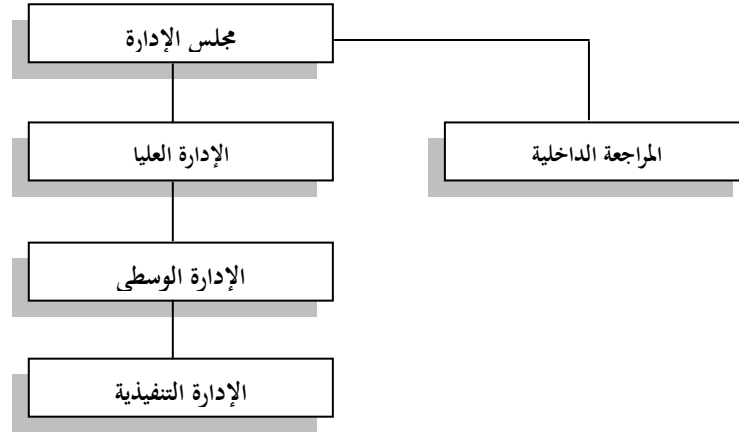 مجلس الإدارة
الإدارة العليا
المراجعة الداخلية
الإدارة الوسطى
الإدارة التنفيذية